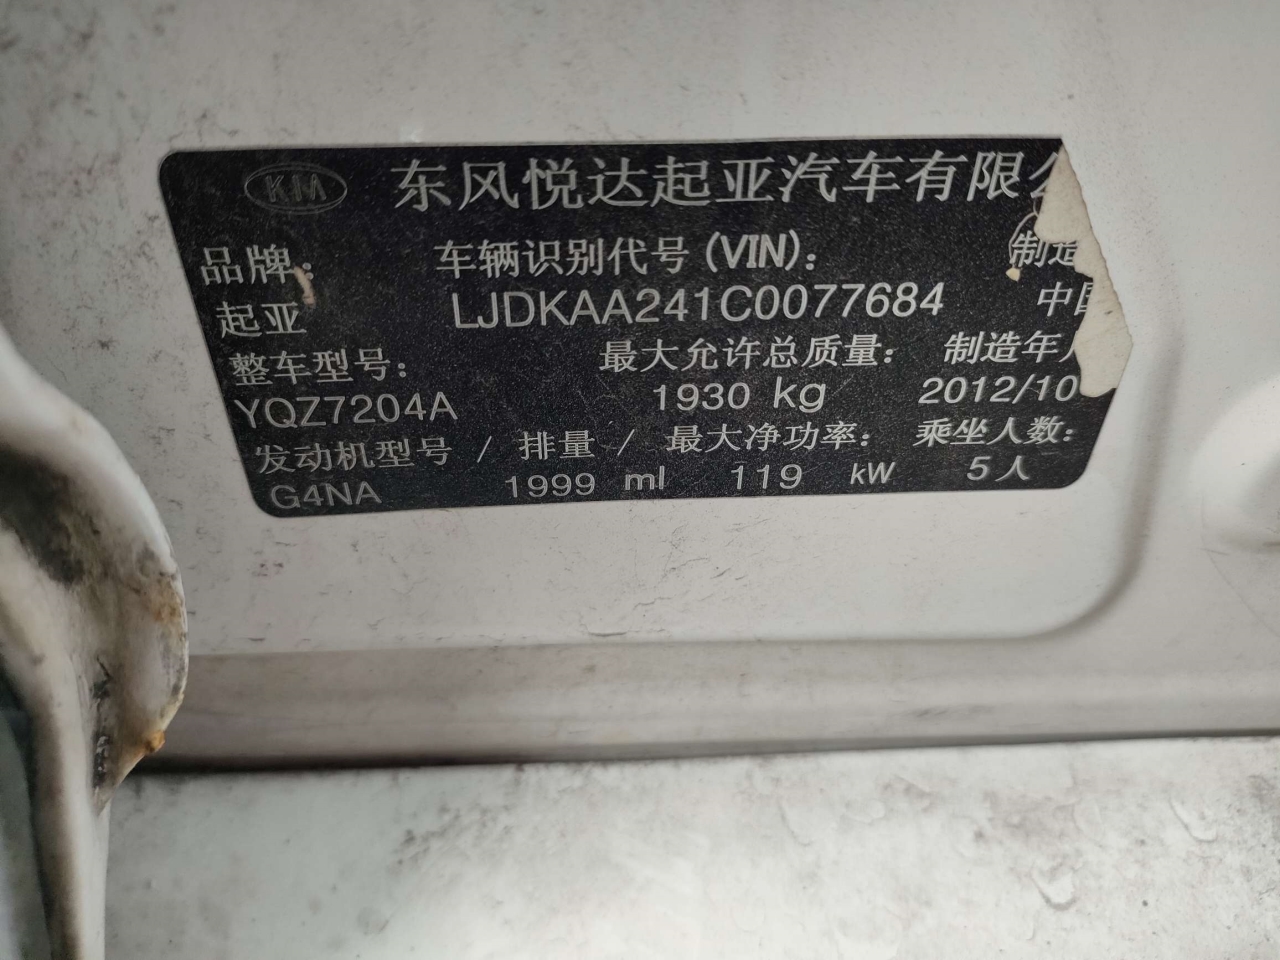 KM 东风悦达起亚汽车有限
品牌: 车辆识别代号(VIN): 制造
起亚 LJDKAA241C0077684 中
整车型号: 最大允许总质量: 制造年
YQZ7204A 1930 kg 2012/10
发动机型号 / 排量 / 最大净功率: 乘坐人数:
G4NA 1999 ml 119 kW 5人